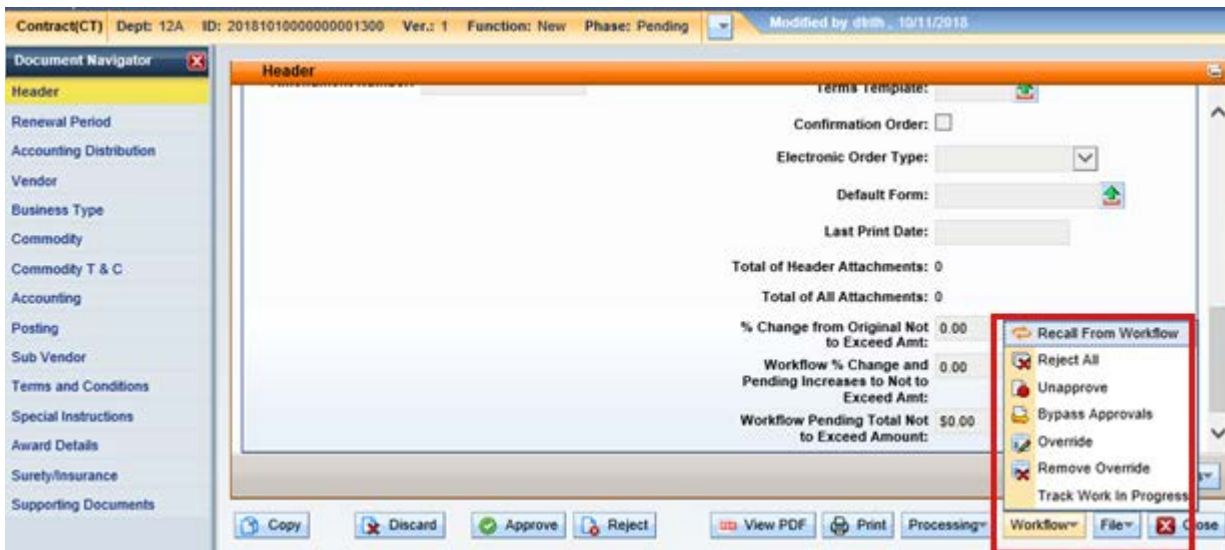 Contract(CT) Dept: 12A ID: 20181010000000001300 Ver.: 1 Function: New Phase: Pending
Modified by , 10/11/2018
Document Navigator
Header
Renewal Period
Accounting Distribution
Vendor
Business Type
Commodity
Commodity T & C
Accounting
Posting
Sub Vendor
Terms and Conditions
Special Instructions
Award Details
Surety/Insurance
Supporting Documents
Header
Terms Template:
Confirmation Order:
Electronic Order Type:
Default Form:
Last Print Date:
Total of Header Attachments: 0
Total of All Attachments: 0
% Change from Original Not 0.00
to Exceed Amt:
Workflow % Change and 0.00
Pending Increases to Not to
Exceed Amt:
Workflow Pending Total Not $0.00
to Exceed Amount:
Recall From Workflow
Reject All
Unapprove
Bypass Approvals
Override
Remove Override
Track Work In Progress
Copy
Discard
Approve
Reject
View PDF
Print
Processing
Workflow
File
Close